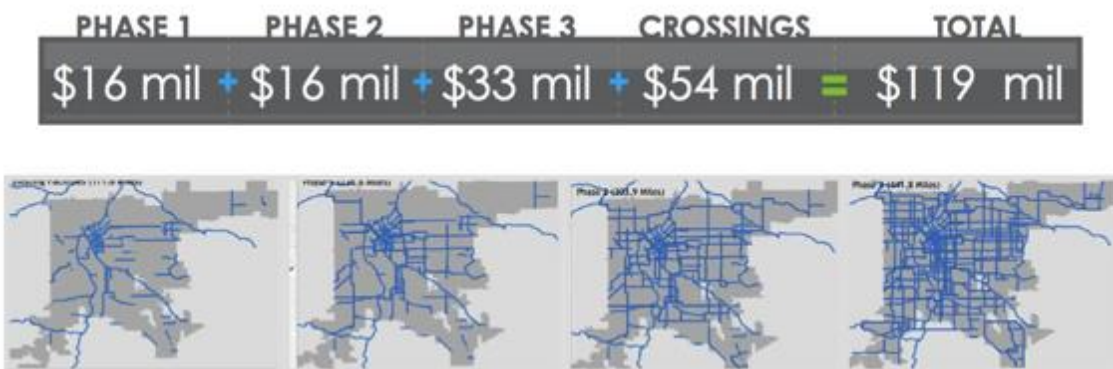 PHASE 1 PHASE 2 PHASE 3 CROSSINGS TOTAL
$16 mil + $16 mil + $33 mil + $54 mil = $119 mil